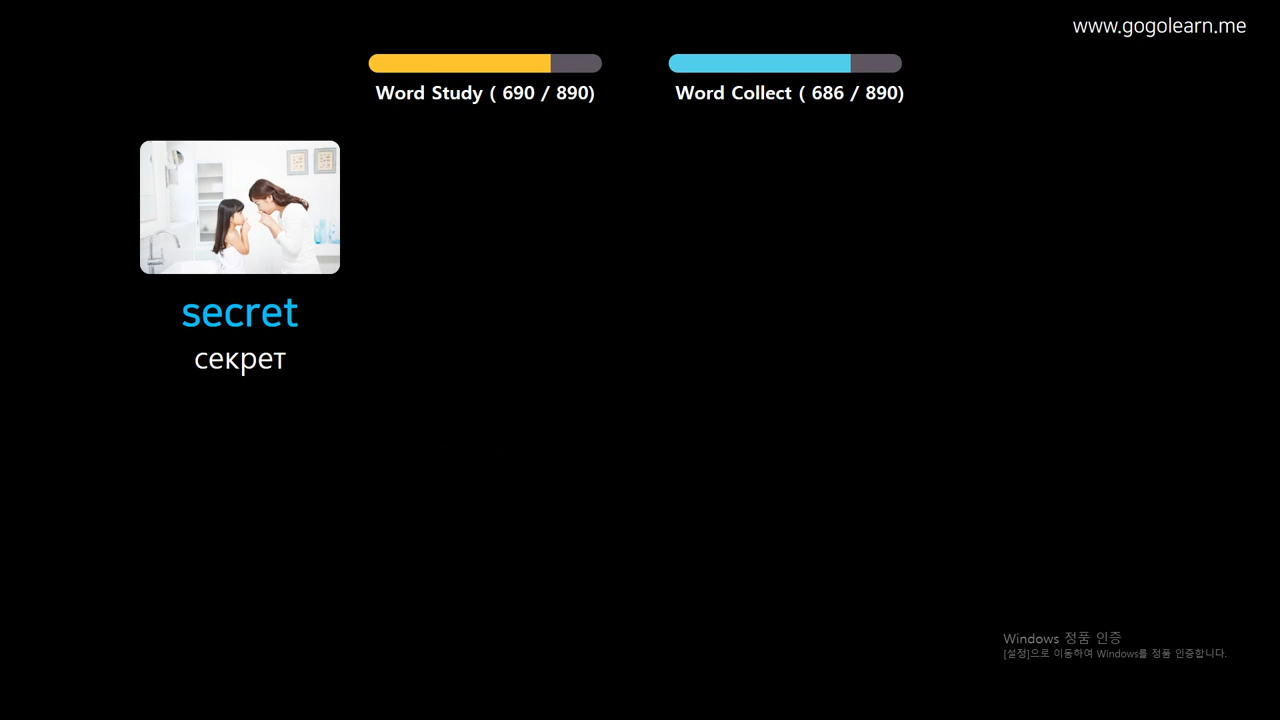 www.gogolearn.me
Word Study ( 690 / 890)
Word Collect ( 686 / 890)
secret
секрет
Windows 정품 인증
[설정]으로 이동하여 Windows를 정품 인증합니다.